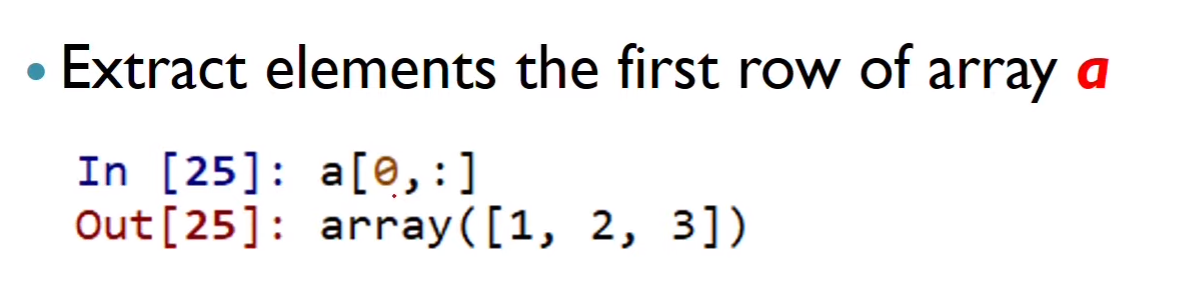 • Extract elements the first row of array a
In [25]: a[0,:]
Out[25]: array([1, 2, 3])